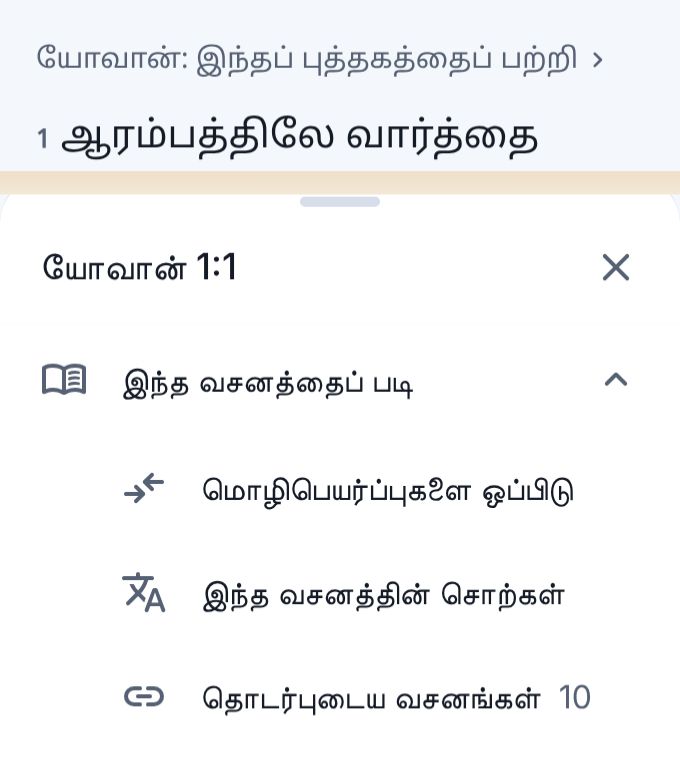 யோவான்: இந்தப் புத்தகத்தைப் பற்றி
1 ஆரம்பத்திலே வார்த்தை
யோவான் 1:1
இந்த வசனத்தைப் படி
மொழிபெயர்ப்புகளை ஒப்பிடு
இந்த வசனத்தின் சொற்கள்
தொடர்புடைய வசனங்கள் 10